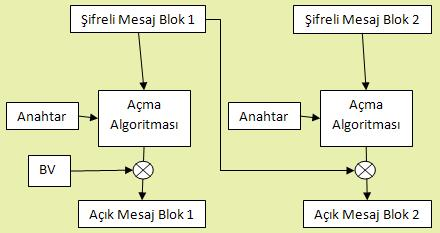 Şifreli Mesaj Blok 1
Şifreli Mesaj Blok 2
Açma
Algoritması
Açma
Algoritması
Anahtar
Anahtar
BV
Açık Mesaj Blok 1
Açık Mesaj Blok 2